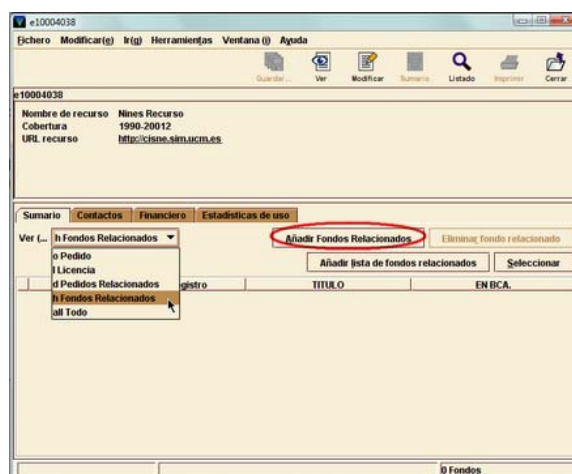 e10004038
Fichero Modificar(e) Ir(g) Herramientas Ventana (i) Ayuda
Guardar... Ver Modificar Sumario Listado Imprimir Cerrar
e10004038
Nombre de recurso Nines Recurso
Cobertura 1990-20012
URL recurso http://cisne.sim.ucm.es
Sumario Contactos Financiero Estadísticas de uso
Ver (... h Fondos Relacionados Añadir Fondos Relacionados Eliminar fondo relacionado
o Pedido
l Licencia
d Pedidos Relacionados
h Fondos Relacionados
all Todo
Añadir lista de fondos relacionados Seleccionar
gistro TITULO EN BCA.
0 Fondos